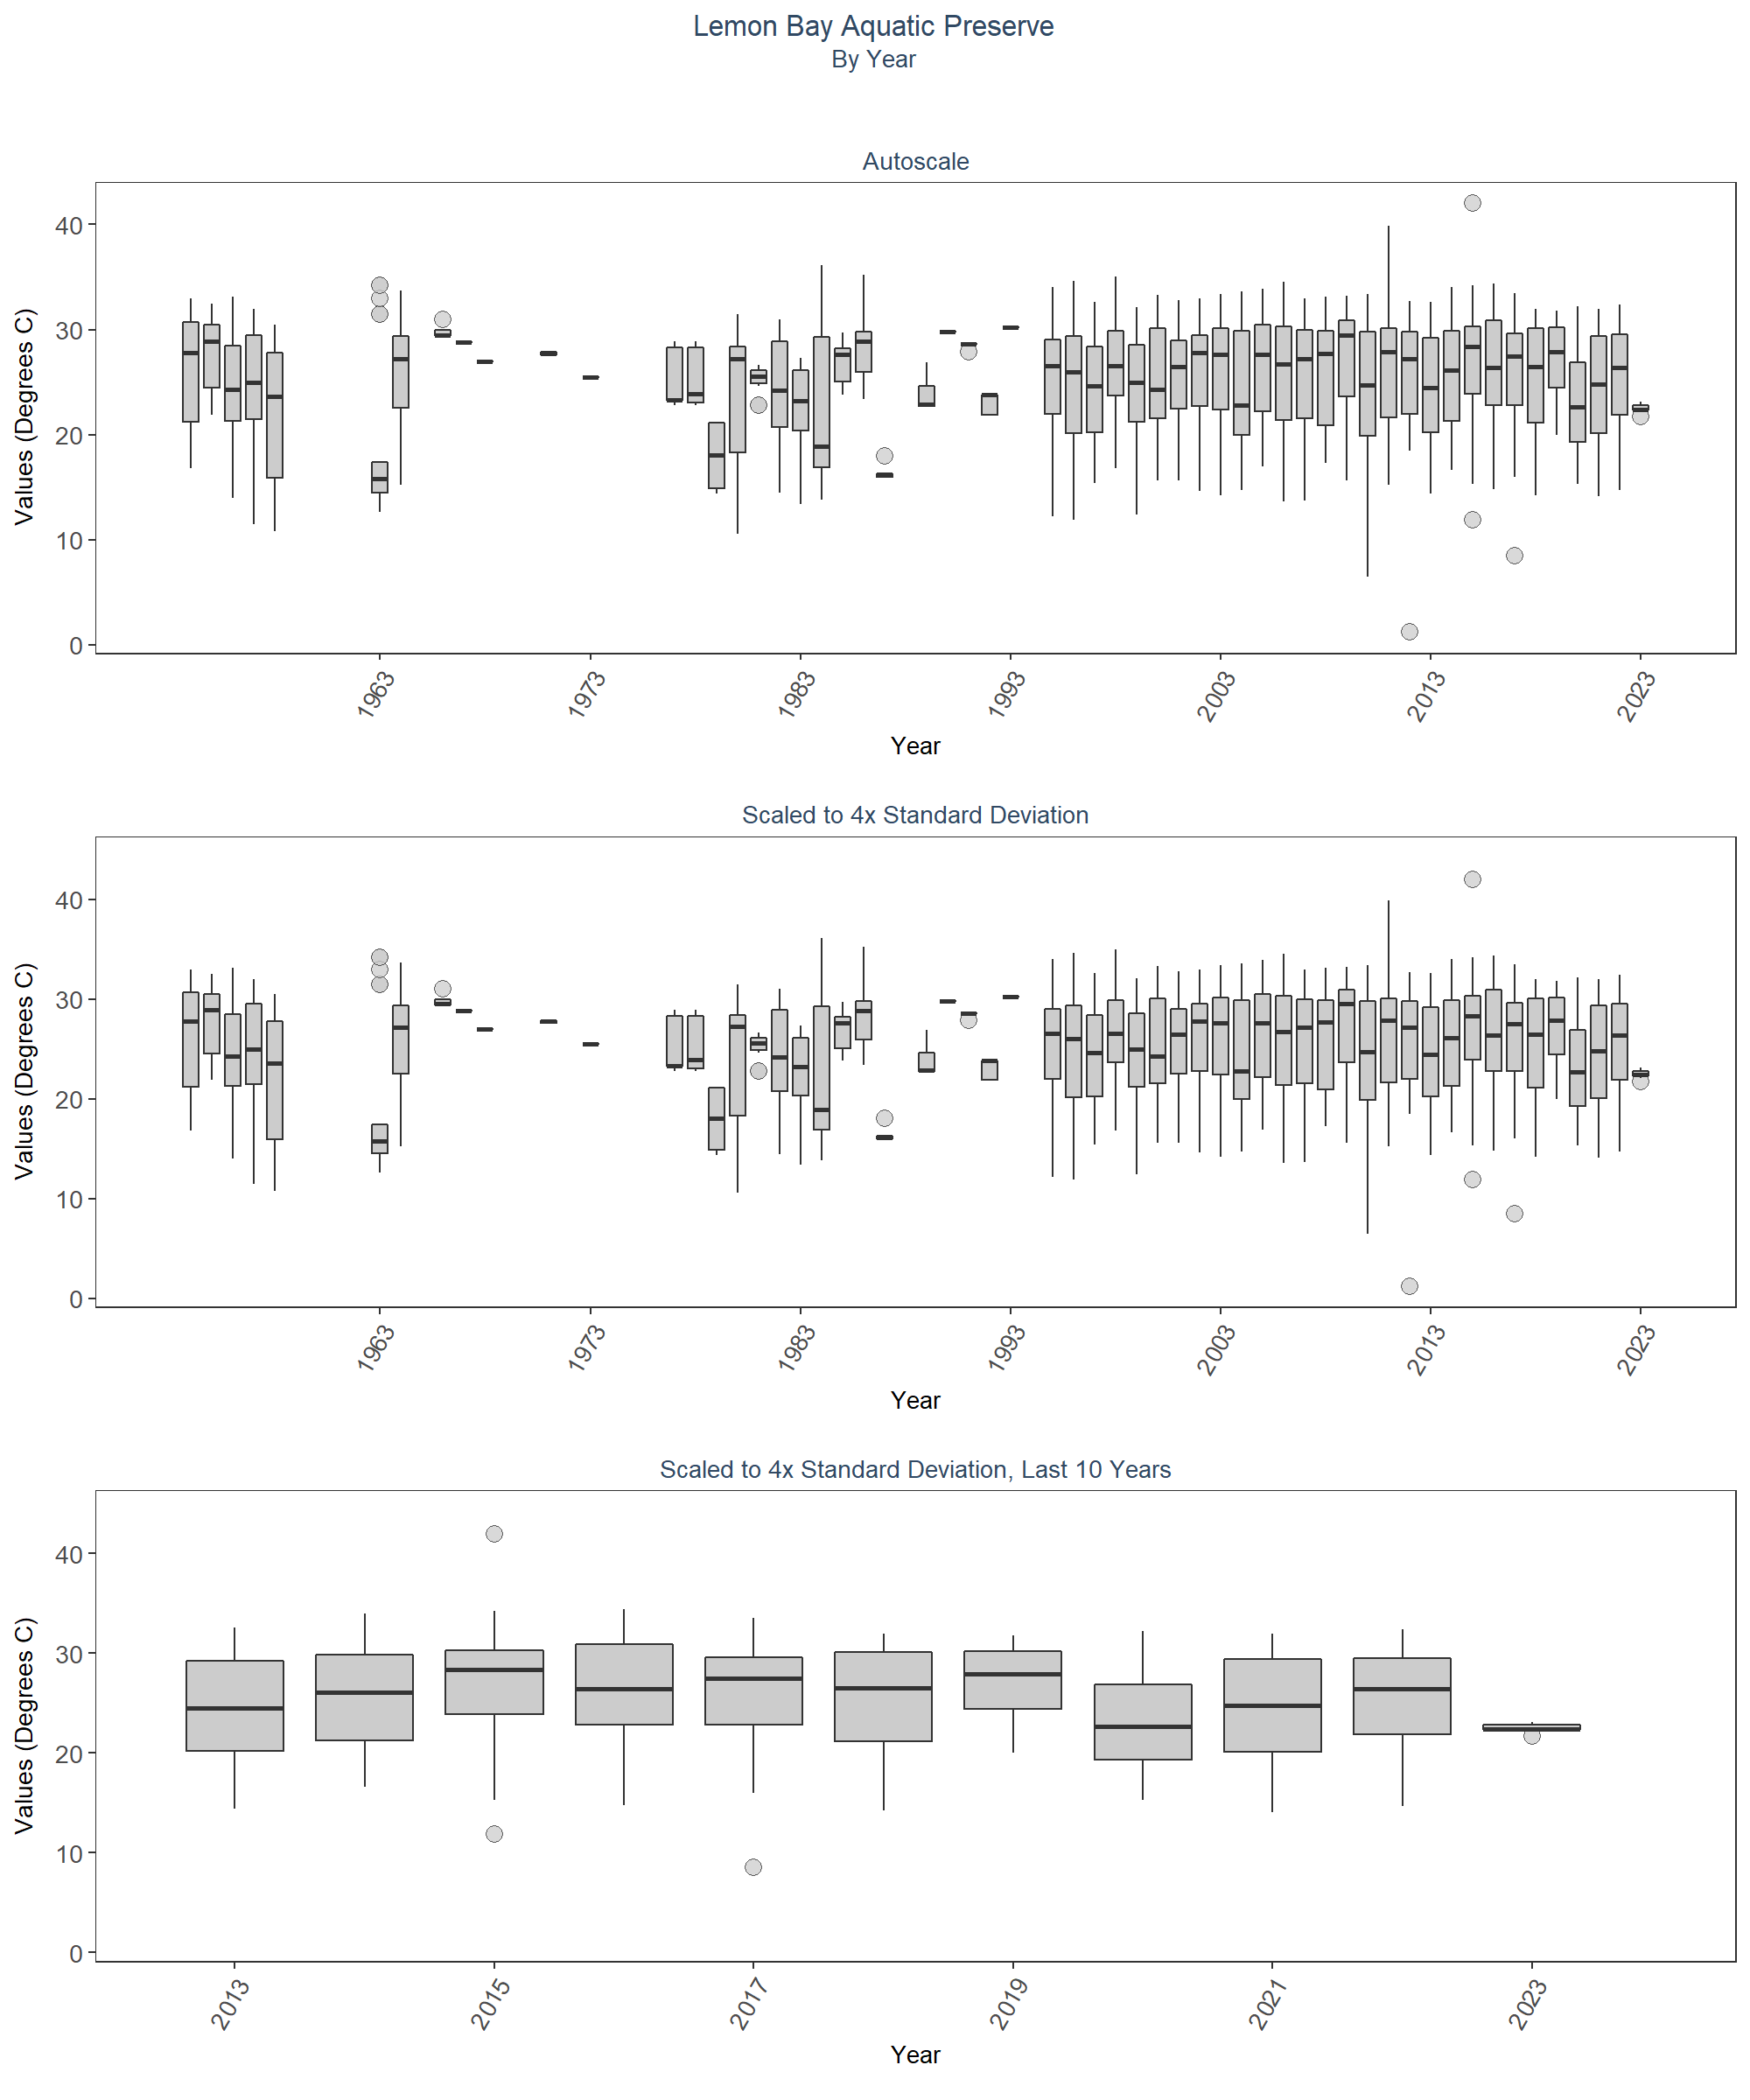 Lemon Bay Aquatic Preserve
By Year
Autoscale
Values (Degrees C)
40
30
20
10
0
1963 1973 1983 1993 2003 2013 2023
Year
Scaled to 4x Standard Deviation
Values (Degrees C)
40
30
20
10
0
1963 1973 1983 1993 2003 2013 2023
Year
Scaled to 4x Standard Deviation, Last 10 Years
Values (Degrees C)
40
30
20
10
0
2013 2015 2017 2019 2021 2023
Year